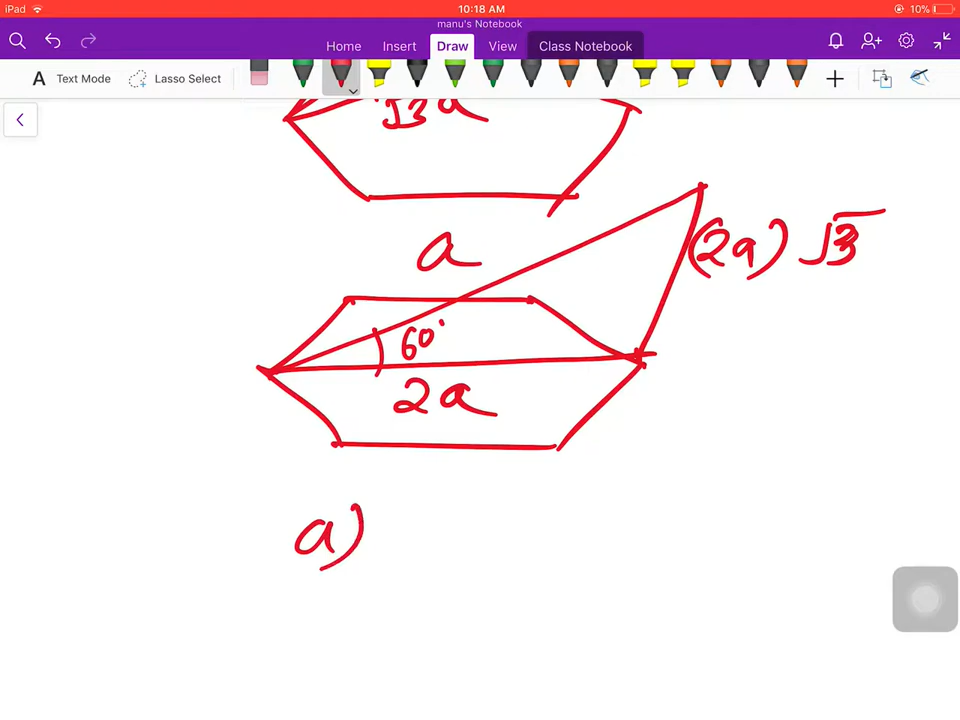 iPad 10:18 AM 10%
manu's Notebook
Home Insert Draw View Class Notebook
A Text Mode Lasso Select
√3 a
a
(2a) √3
60°
2a
a)